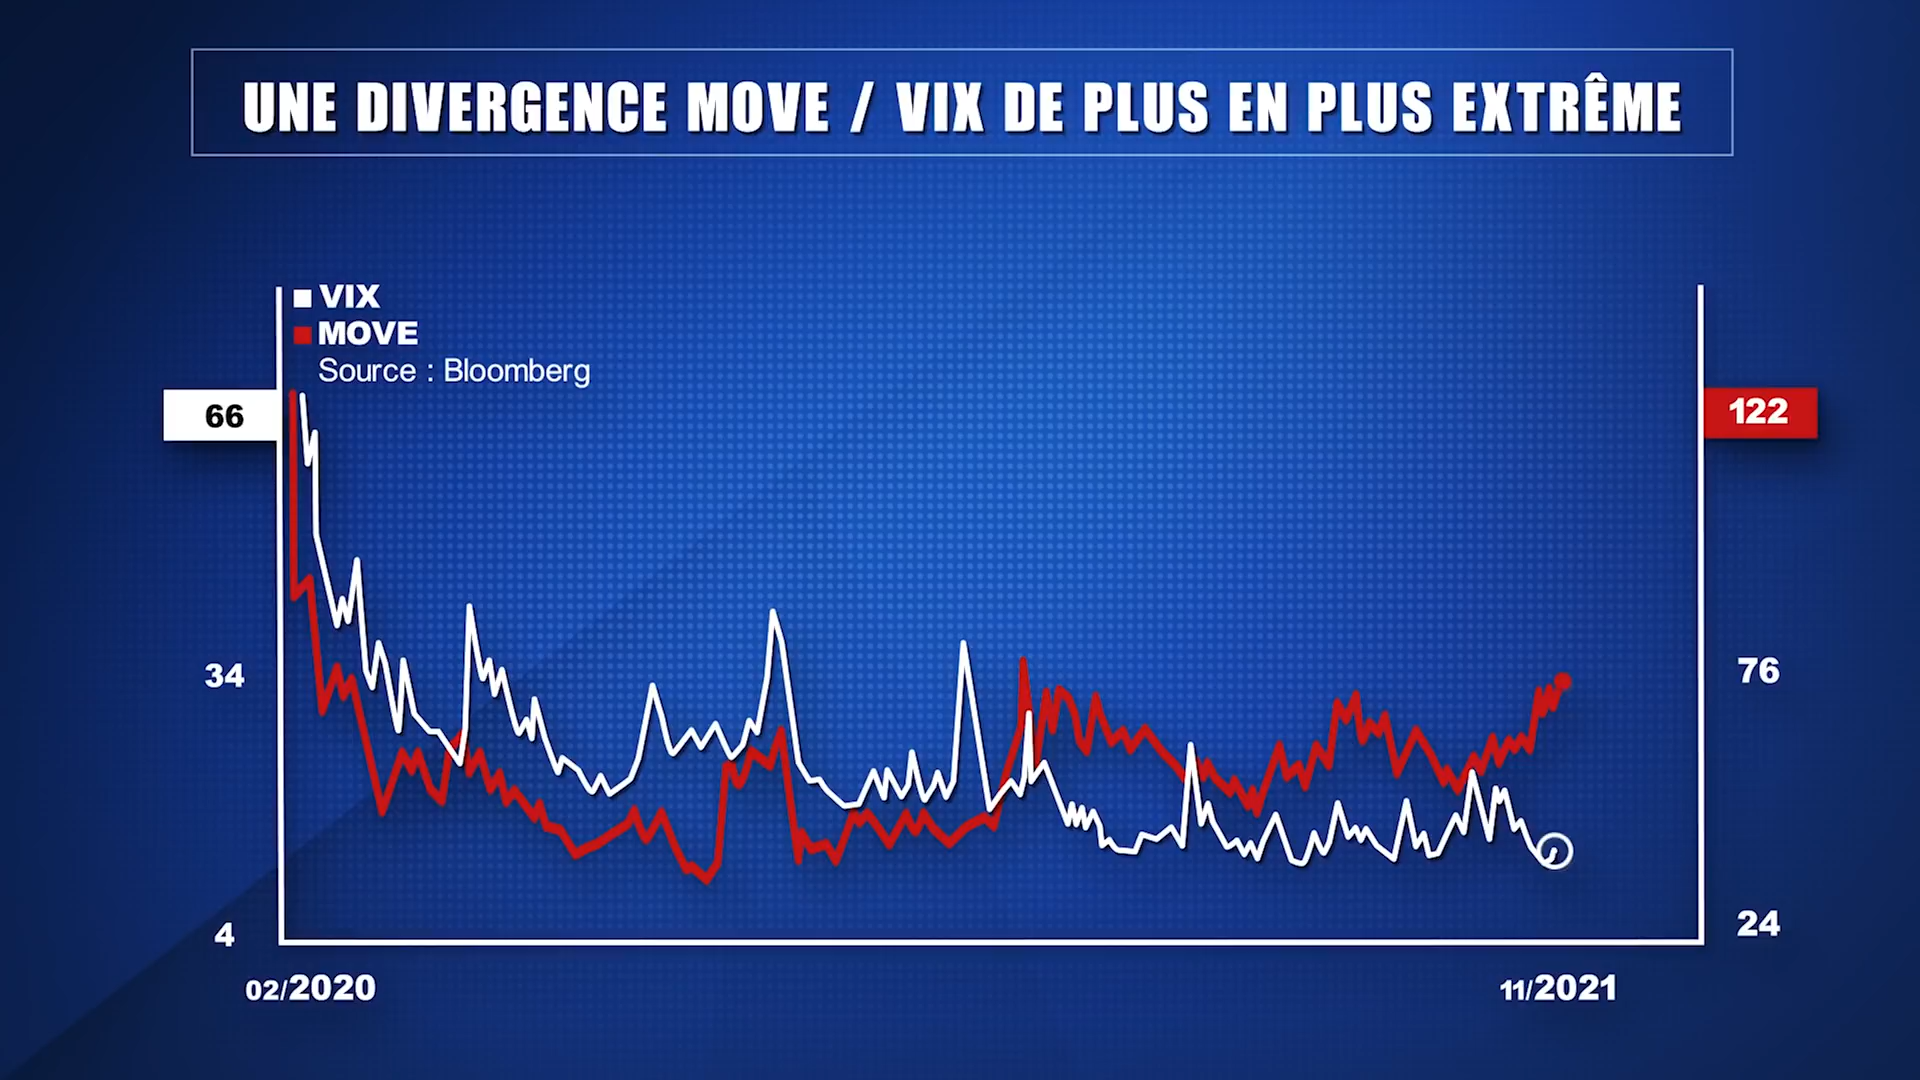 UNE DIVERGENCE MOVE / VIX DE PLUS EN PLUS EXTRÊME
VIX
MOVE
Source : Bloomberg
66
122
34
76
4
24
02/2020
11/2021